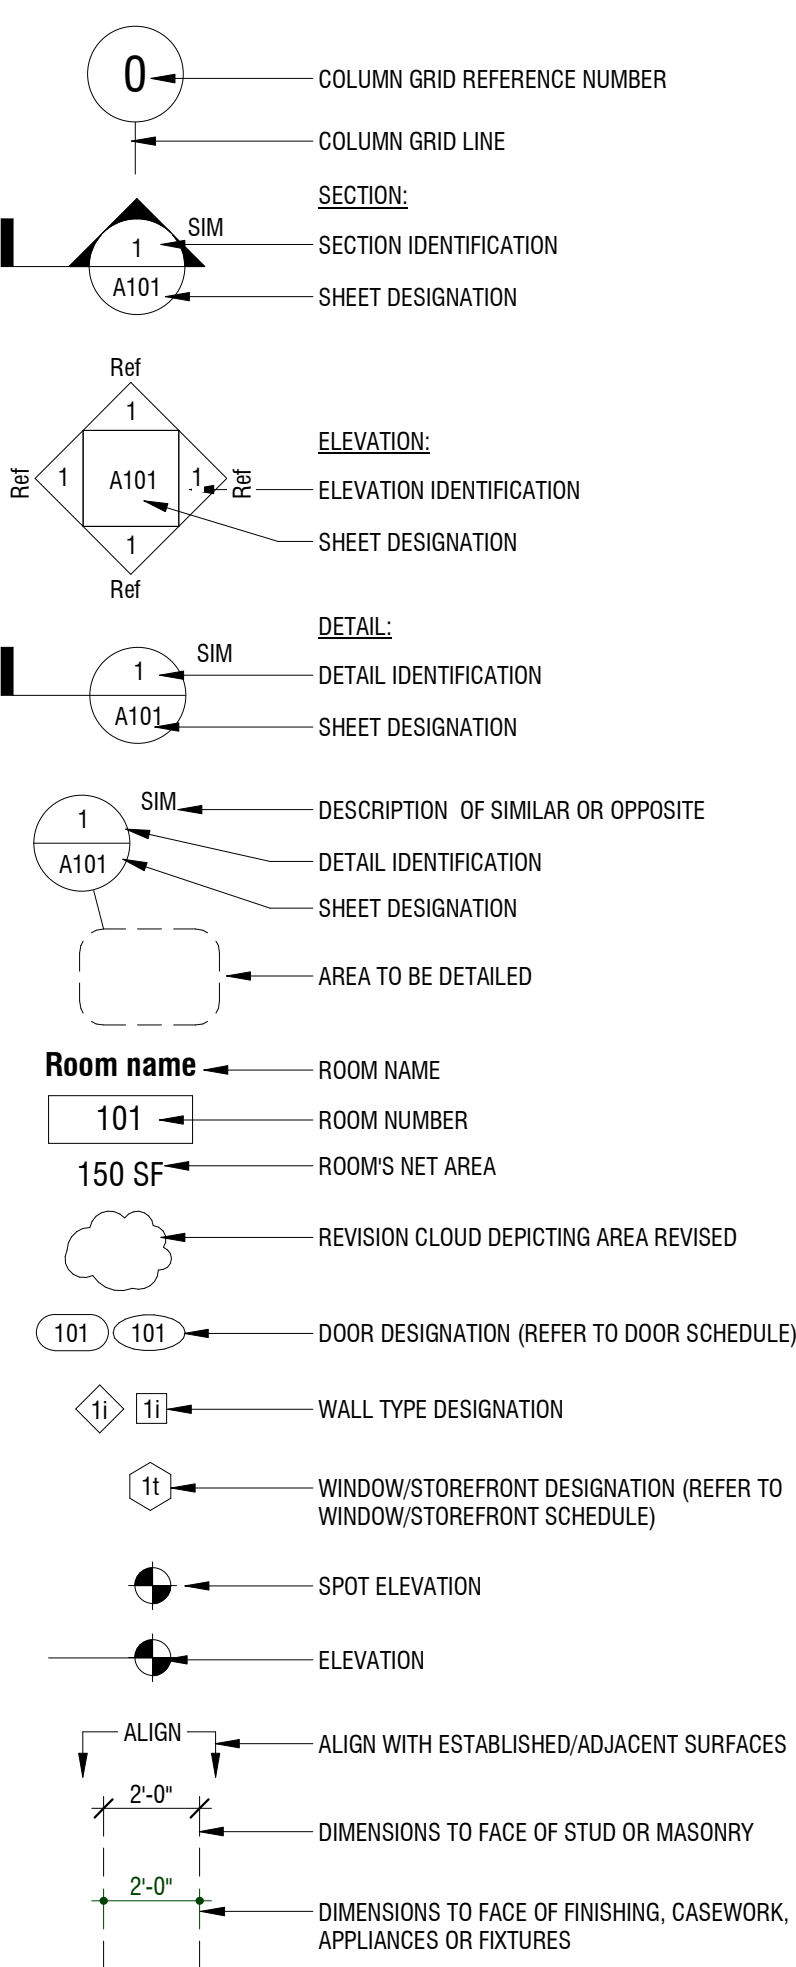 0
COLUMN GRID REFERENCE NUMBER
COLUMN GRID LINE
SECTION:
SIM
1
SECTION IDENTIFICATION
A101
SHEET DESIGNATION
Ref
1
ELEVATION:
Ref
1
A101
1
Ref
ELEVATION IDENTIFICATION
SHEET DESIGNATION
1
Ref
DETAIL:
SIM
1
DETAIL IDENTIFICATION
A101
SHEET DESIGNATION
SIM
DESCRIPTION OF SIMILAR OR OPPOSITE
1
DETAIL IDENTIFICATION
A101
SHEET DESIGNATION
AREA TO BE DETAILED
Room name
ROOM NAME
101
ROOM NUMBER
150 SF
ROOM'S NET AREA
REVISION CLOUD DEPICTING AREA REVISED
101
101
DOOR DESIGNATION (REFER TO DOOR SCHEDULE)
1i
1i
WALL TYPE DESIGNATION
1t
WINDOW/STOREFRONT DESIGNATION (REFER TO
WINDOW/STOREFRONT SCHEDULE)
SPOT ELEVATION
ELEVATION
ALIGN
ALIGN WITH ESTABLISHED/ADJACENT SURFACES
2'-0"
DIMENSIONS TO FACE OF STUD OR MASONRY
2'-0"
DIMENSIONS TO FACE OF FINISHING, CASEWORK,
APPLIANCES OR FIXTURES